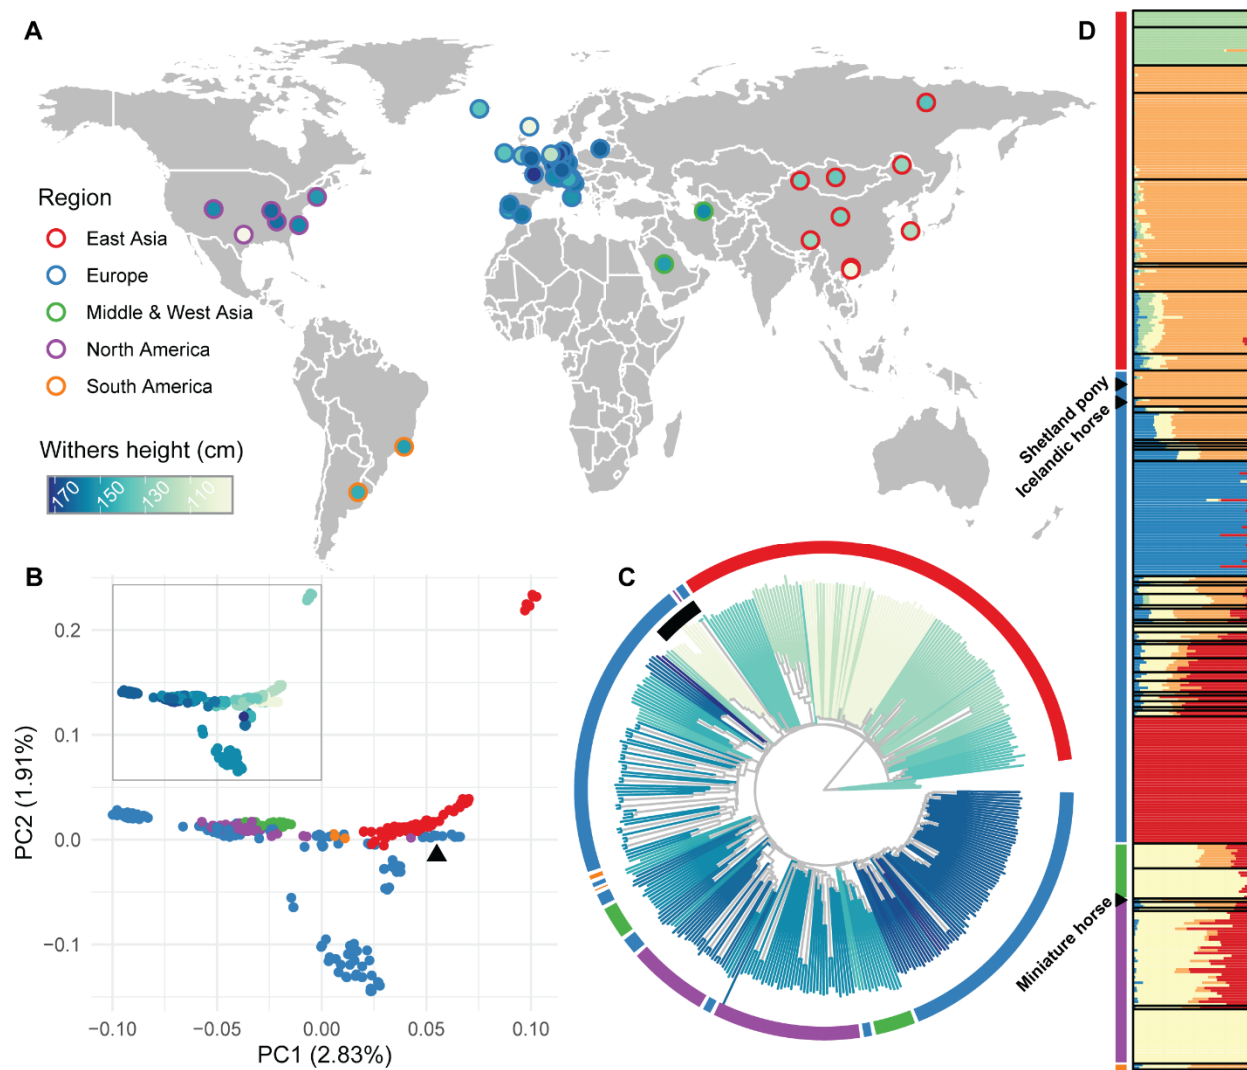 A
D
Region
East Asia
Europe
Middle & West Asia
North America
South America
Withers height (cm)
170
150
130
110
Shetland pony
Icelandic horse
B
C
0.2
0.1
0.0
−0.1
PC2 (1.91%)
−0.10
−0.05
0.00
0.05
0.10
PC1 (2.83%)
Miniature horse